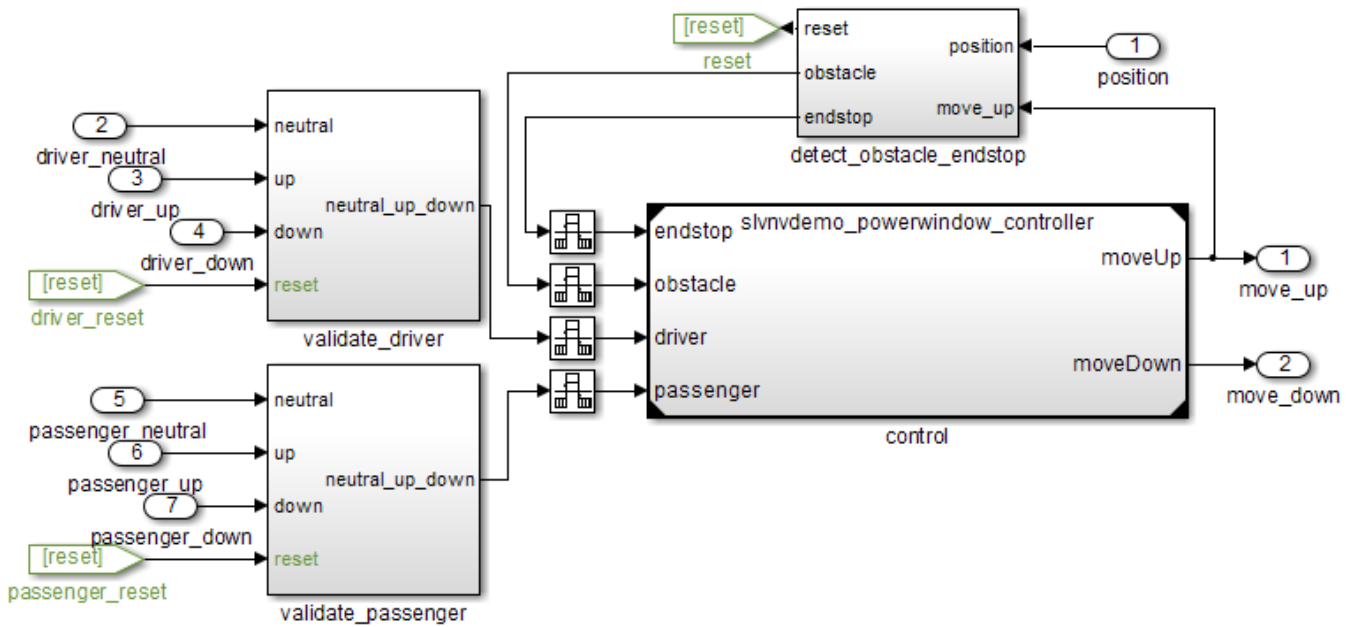 [reset]
reset
reset
obstacle
endstop
position
move_up
1
position
detect_obstacle_endstop
2
driver_neutral
3
driver_up
4
driver_down
[reset]
driver_reset
neutral
up
down
reset
neutral_up_down
validate_driver
5
passenger_neutral
6
passenger_up
7
passenger_down
[reset]
passenger_reset
neutral
up
down
reset
neutral_up_down
validate_passenger
slvnvdemo_powerwindow_controller
endstop
obstacle
driver
passenger
moveUp
moveDown
control
1
move_up
2
move_down